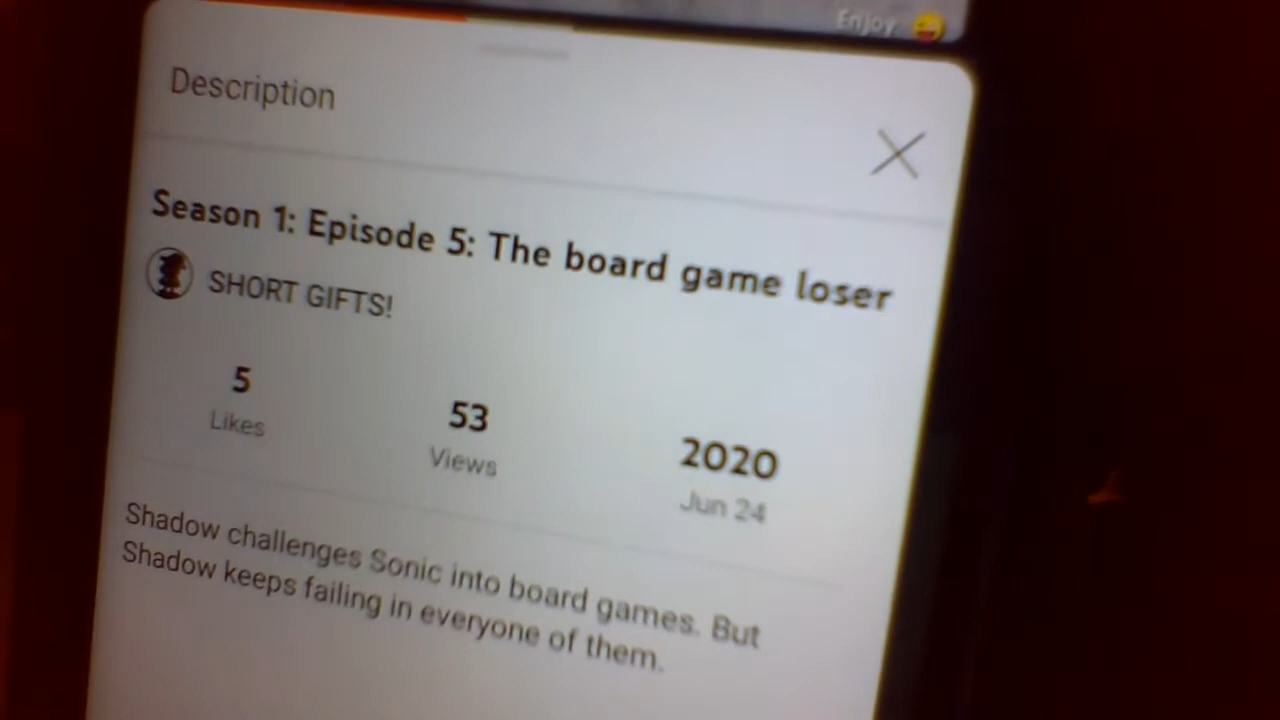 Enjoy
Description
Season 1: Episode 5: The board game loser
SHORT GIFTS!
5
Likes
53
Views
2020
Jun 24
Shadow challenges Sonic into board games. But
Shadow keeps failing in everyone of them.